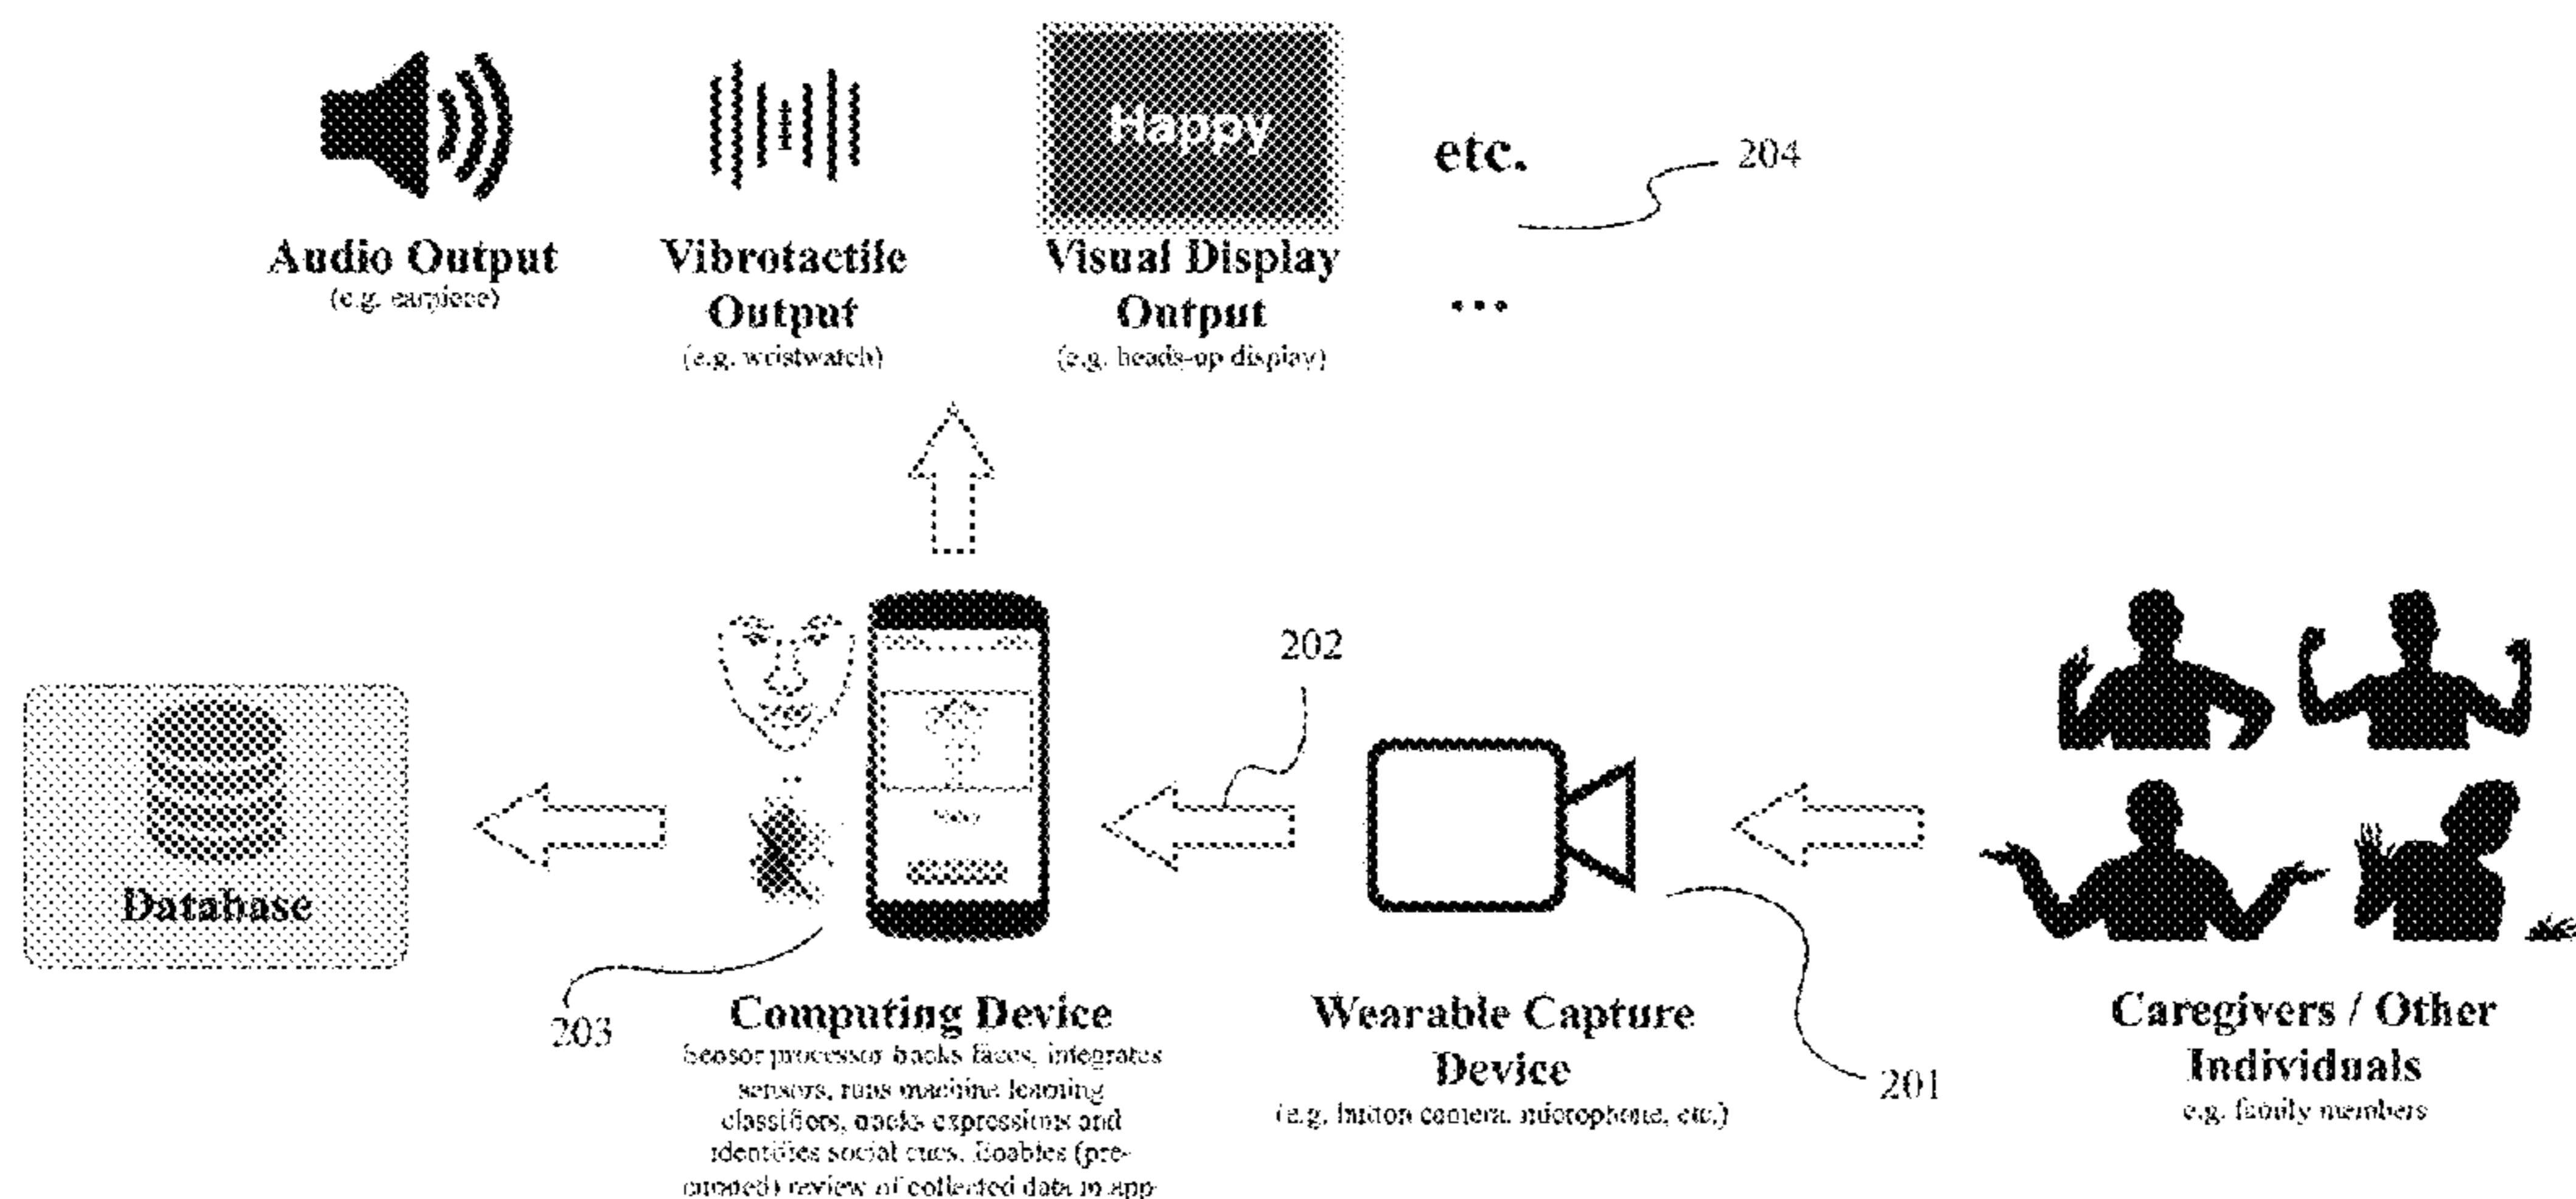 Happy
etc.
204
Audio Output
(e.g. earpiece)
Vibrotactile
Output
(e.g. wristwatch)
Visual Display
Output
(e.g. heads-up display)
...
202
Database
203
Computing Device
Sensor processor tracks faces, integrates
sensors, runs machine learning
classifiers, tracks expressions and
identifies social cues. Enables (pre-
review of collected data in app
Wearable Capture
Device
(e.g. button camera, microphone, etc.)
201
Caregivers / Other
Individuals
e.g. family members